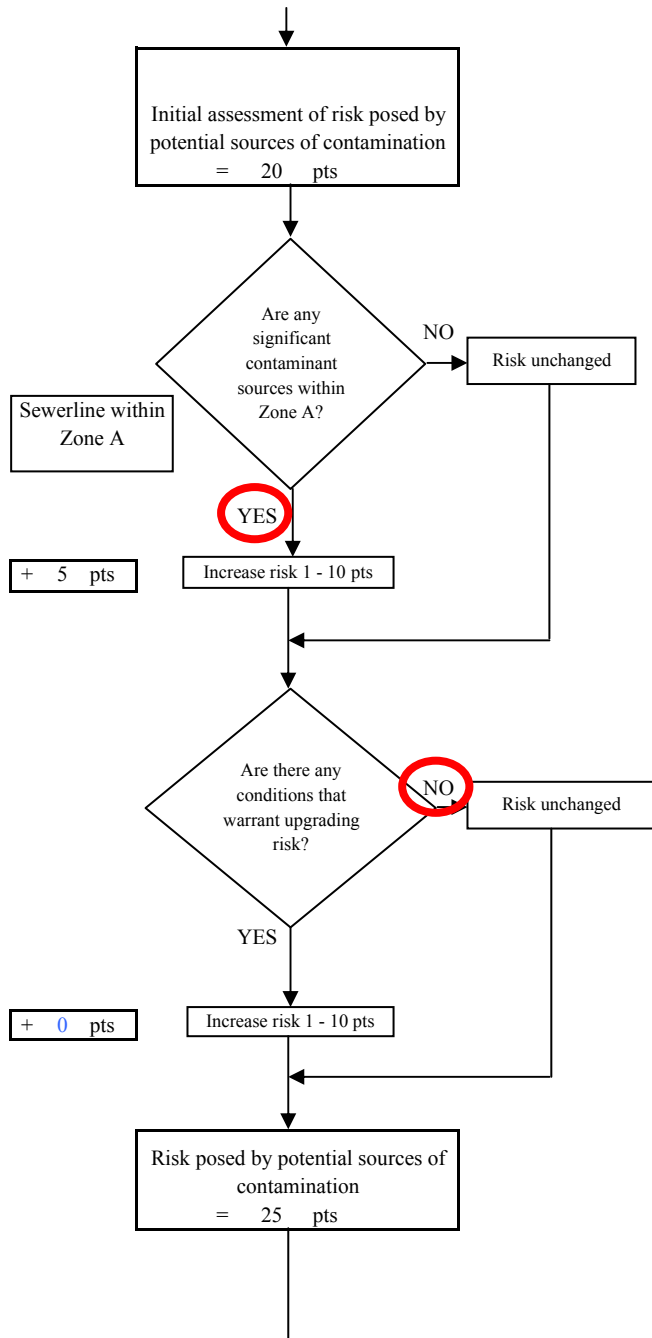 Initial assessment of risk posed by
potential sources of contamination
= 20 pts
Are any
significant
contaminant
sources within
Zone A?
NO
Risk unchanged
Sewerline within
Zone A
YES
+ 5 pts
Increase risk 1 - 10 pts
Are there any
conditions that
warrant upgrading
risk?
NO
Risk unchanged
YES
+ 0 pts
Increase risk 1 - 10 pts
Risk posed by potential sources of
contamination
= 25 pts